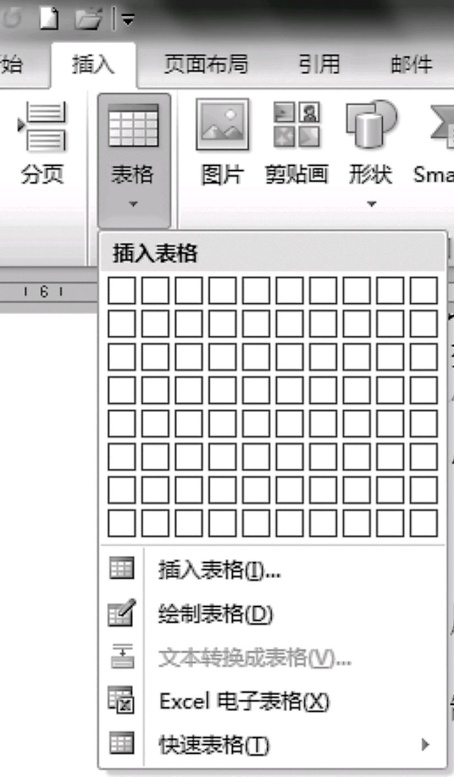 插入 页面布局 引用 邮件
分页 表格 图片 剪贴画 形状
插入表格
6
插入表格(I)...
绘制表格(D)
文本转换成表格(V)...
Excel 电子表格(X)
快速表格(T)